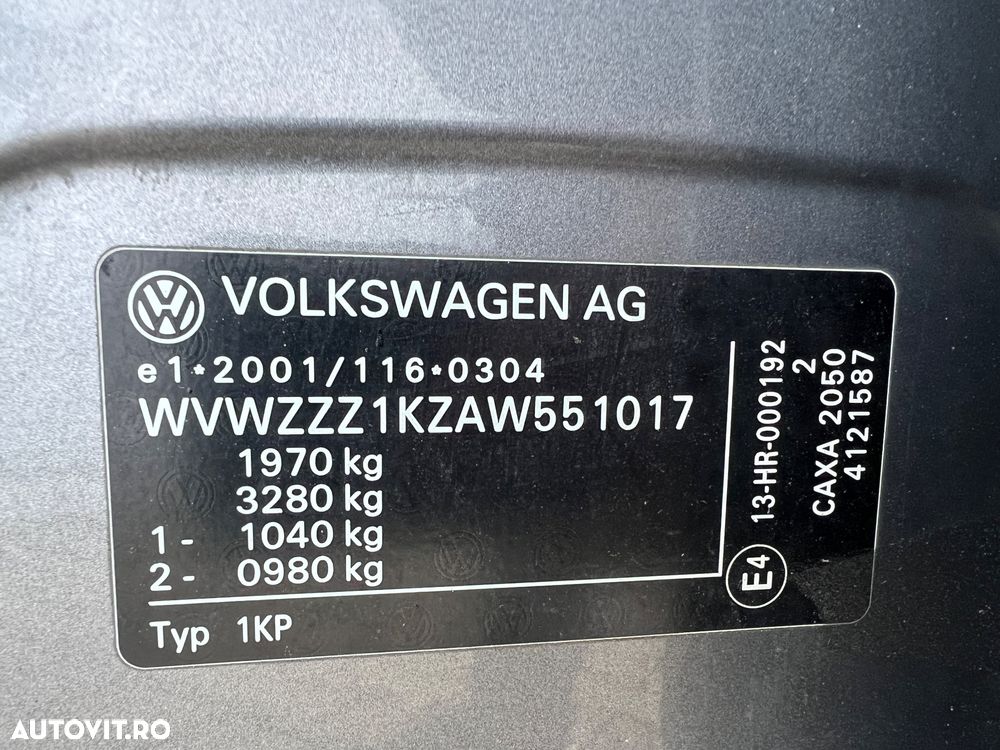 VOLKSWAGEN AG
e1*2001/116*0304
WVWZZZ1KZAW551017
1970 kg
3280 kg
1 - 1040 kg
2 - 0980 kg
Typ 1KP
E4 13-HR-000192
2
CAXA 2050
4121587
AUTOVIT.RO